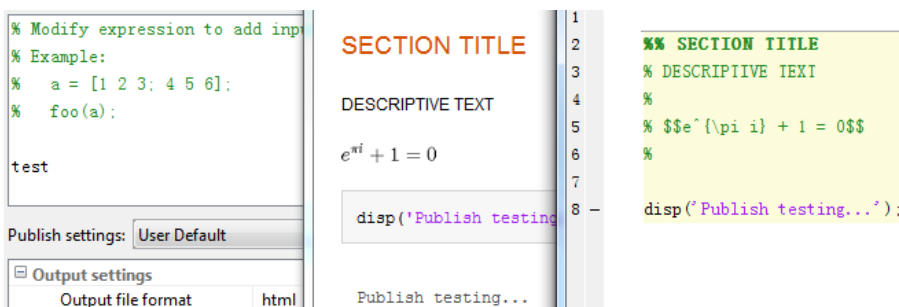 % Modify expression to add inpu
% Example:
%   a = [1 2 3; 4 5 6];
%   foo(a);
test
Publish settings: User Default
Output settings
Output file format html
SECTION TITLE
DESCRIPTIVE TEXT
e^{πi} + 1 = 0
disp('Publish testing
Publish testing...
1
2 %% SECTION TITLE
3 % DESCRIPTIVE TEXT
4 %
5 % $$e^{\pi i} + 1 = 0$$
6 %
7
8 – disp('Publish testing...');